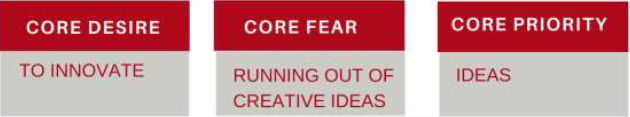 CORE DESIRE
TO INNOVATE
CORE FEAR
RUNNING OUT OF
CREATIVE IDEAS
CORE PRIORITY
IDEAS